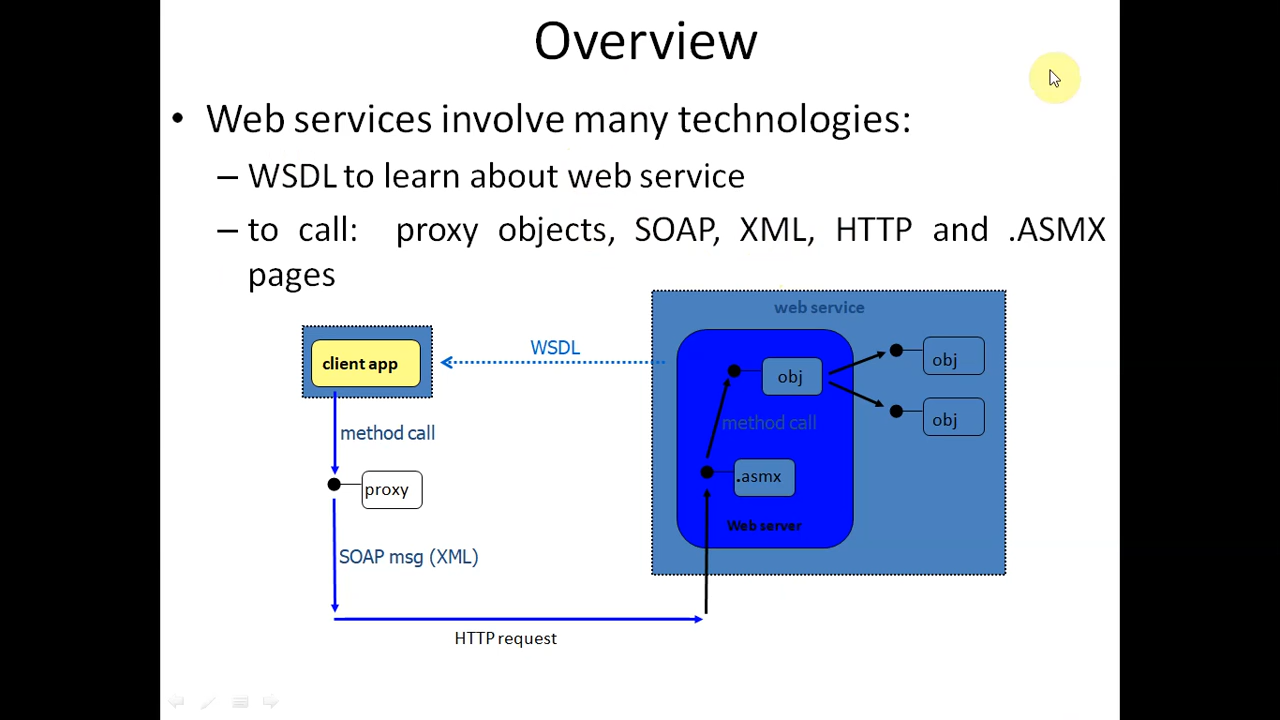 Overview
• Web services involve many technologies:
– WSDL to learn about web service
– to call: proxy objects, SOAP, XML, HTTP and .ASMX
pages
web service
client app
WSDL
obj
obj
obj
method call
method call
.asmx
proxy
Web server
SOAP msg (XML)
HTTP request